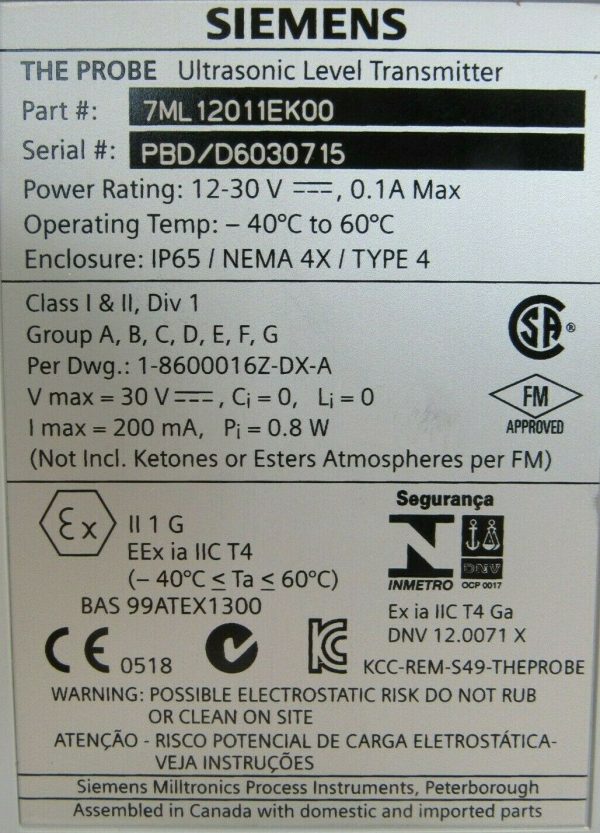 SIEMENS
THE PROBE Ultrasonic Level Transmitter
Part #: 7ML12011EK00
Serial #: PBD/D6030715
Power Rating: 12-30 V ⎓, 0.1A Max
Operating Temp: – 40°C to 60°C
Enclosure: IP65 / NEMA 4X / TYPE 4
Class I & II, Div 1
Group A, B, C, D, E, F, G
Per Dwg.: 1-8600016Z-DX-A
V max = 30 V ⎓, Ci = 0, Li = 0
I max = 200 mA, Pi = 0.8 W
(Not Incl. Ketones or Esters Atmospheres per FM)
SA ®
FM
APPROVED
Ex
II 1 G
EEx ia IIC T4
(– 40°C ≤ Ta ≤ 60°C)
BAS 99ATEX1300
Segurança
DNV
INMETRO OCP 0017
Ex ia IIC T4 Ga
DNV 12.0071 X
CE 0518
KC
KCC-REM-S49-THEPROBE
WARNING: POSSIBLE ELECTROSTATIC RISK DO NOT RUB
OR CLEAN ON SITE
ATENÇÃO - RISCO POTENCIAL DE CARGA ELETROSTÁTICA-
VEJA INSTRUÇÕES
Siemens Milltronics Process Instruments, Peterborough
Assembled in Canada with domestic and imported parts